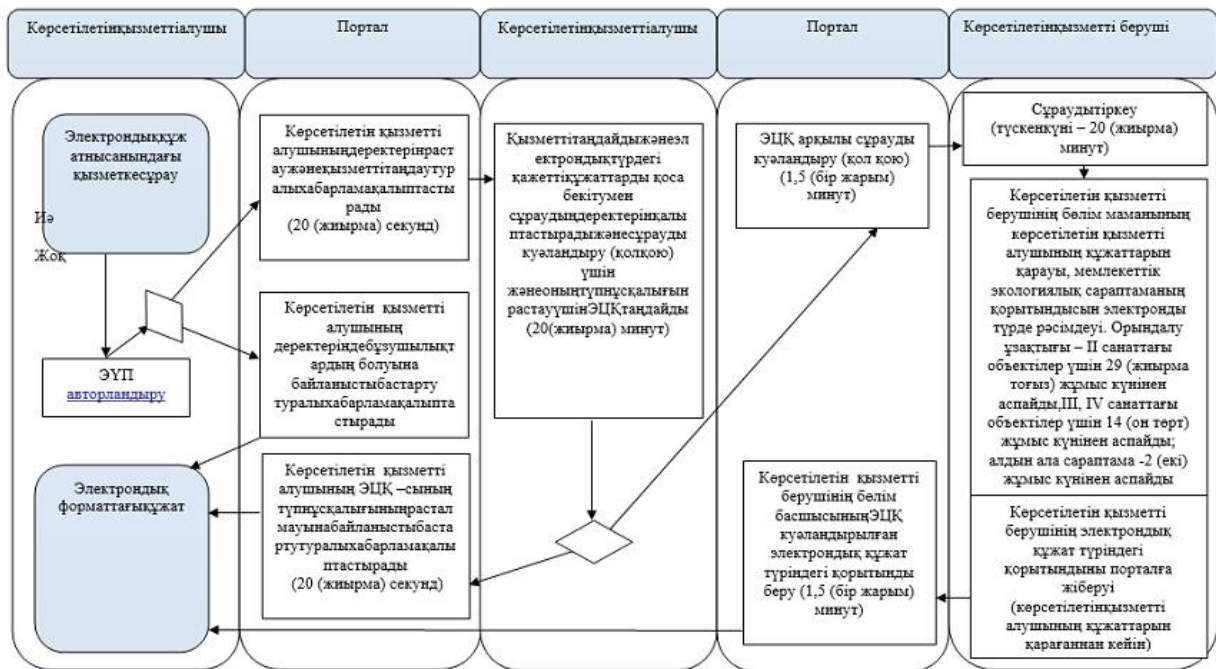 Көрсетілетінқызметтіалушы
Портал
Көрсетілетінқызметтіалушы
Портал
Көрсетілетінқызметті беруші
Электрондыққұж
атнысанындағы
қызметкесұрау
Иә
Жоқ
ЭҮП
авторландыру
Электрондық
форматтағықұжат
Көрсетілетін қызметті
алушыныңдеректерінраст
аужәнеқызметтітаңдаутур
алыхабарламақалыптасты
рады
(20 (жиырма) секунд)
Көрсетілетін қызметті
алушының
деректеріндебұзушылықт
ардың болуына
байланыстыбастарту
туралыхабарламақалыпта
стырады
Көрсетілетін қызметті
алушының ЭЦҚ –сының
түпнұсқалығыныңрастал
мауынабайланыстыбаста
ртутуралыхабарламақалы
птастырады
(20 (жиырма) секунд)
Қызметтітаңдайдыжәнеэл
ектрондықтүрдегі
қажеттіқұжаттарды қоса
бекітумен
сұраудыңдеректерінқалы
птастырадыжәнесұрауды
куәландыру (қолқою)
үшін
жәнеоныңтүпнұсқалығын
растауүшінЭЦҚтаңдайды
(20(жиырма) минут)
ЭЦҚ арқылы сұрауды
куәландыру (қол қою)
(1,5 (бір жарым)
минут)
Көрсетілетін қызметті
берушінің бөлім
басшысыныңЭЦҚ
куәландырылған
электрондық құжат
түріндегі қорытынды
беру (1,5 (бір жарым)
минут)
Сұраудытіркеу
(түскенкүні – 20 (жиырма)
минут)
Көрсетілетін қызметті
берушінің бөлім маманының
көрсетілетін қызметті
алушының құжаттарын
қарауы, мемлекеттік
экологиялық сараптаманың
қорытындысын электронды
түрде рәсімдеуі. Орындалу
ұзақтығы – II санаттағы
объектілер үшін 29 (жиырма
тоғыз) жұмыс күнінен
аспайды,III, IV санаттағы
объектілер үшін 14 (он төрт)
жұмыс күнінен аспайды;
алдын ала сараптама -2 (екі)
жұмыс күнінен аспайды
Көрсетілетін қызметті
берушінің электрондық
құжат түріндегі
қорытындыны порталға
жіберуі
(көрсетілетінқызметті
алушының құжаттарын
қарағаннан кейін)